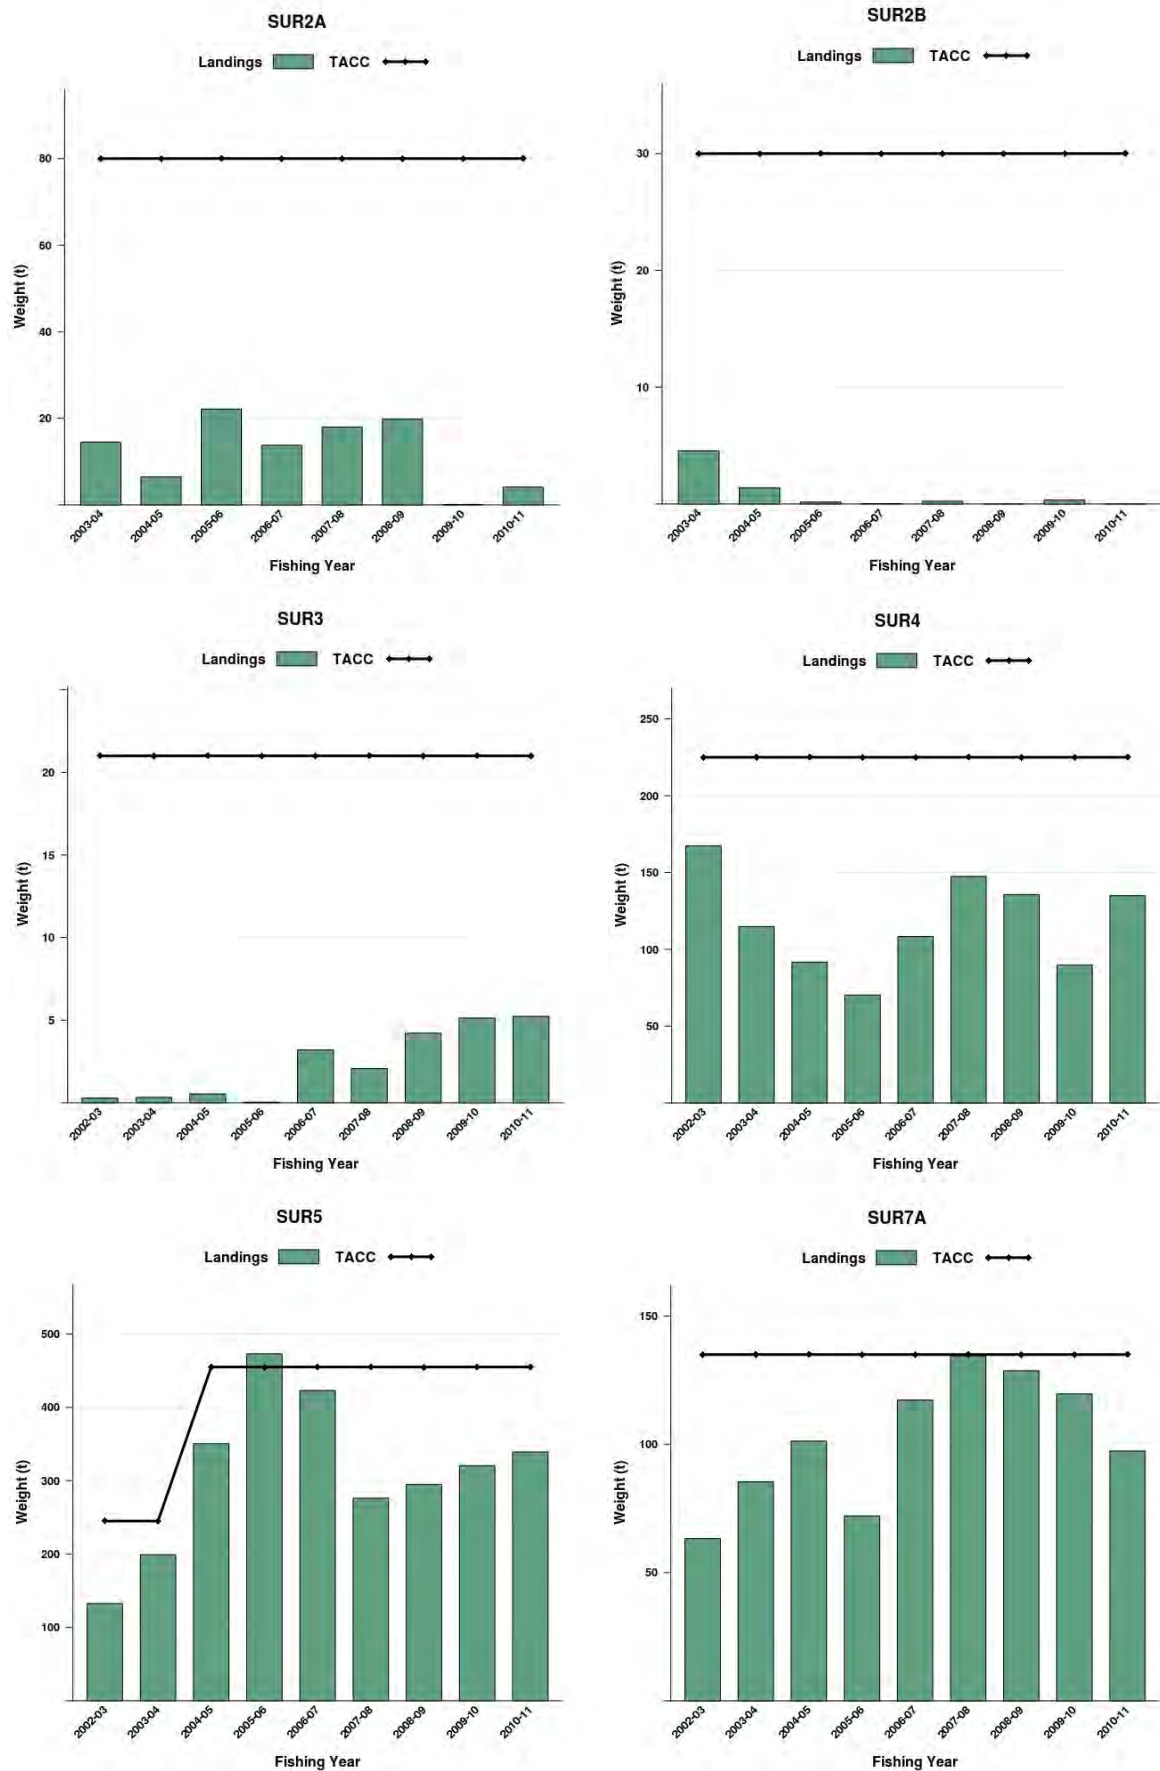 SUR2A
Landings TACC
Weight (t)
80
60
40
20
2003-04 2004-05 2005-06 2006-07 2007-08 2008-09 2009-10 2010-11
Fishing Year
SUR2B
Landings TACC
Weight (t)
30
20
10
2003-04 2004-05 2005-06 2006-07 2007-08 2008-09 2009-10 2010-11
Fishing Year
SUR3
Landings TACC
Weight (t)
20
15
10
5
2002-03 2003-04 2004-05 2005-06 2006-07 2007-08 2008-09 2009-10 2010-11
Fishing Year
SUR4
Landings TACC
Weight (t)
250
200
150
100
50
2002-03 2003-04 2004-05 2005-06 2006-07 2007-08 2008-09 2009-10 2010-11
Fishing Year
SUR5
Landings TACC
Weight (t)
500
400
300
200
100
2002-03 2003-04 2004-05 2005-06 2006-07 2007-08 2008-09 2009-10 2010-11
Fishing Year
SUR7A
Landings TACC
Weight (t)
150
100
50
2002-03 2003-04 2004-05 2005-06 2006-07 2007-08 2008-09 2009-10 2010-11
Fishing Year